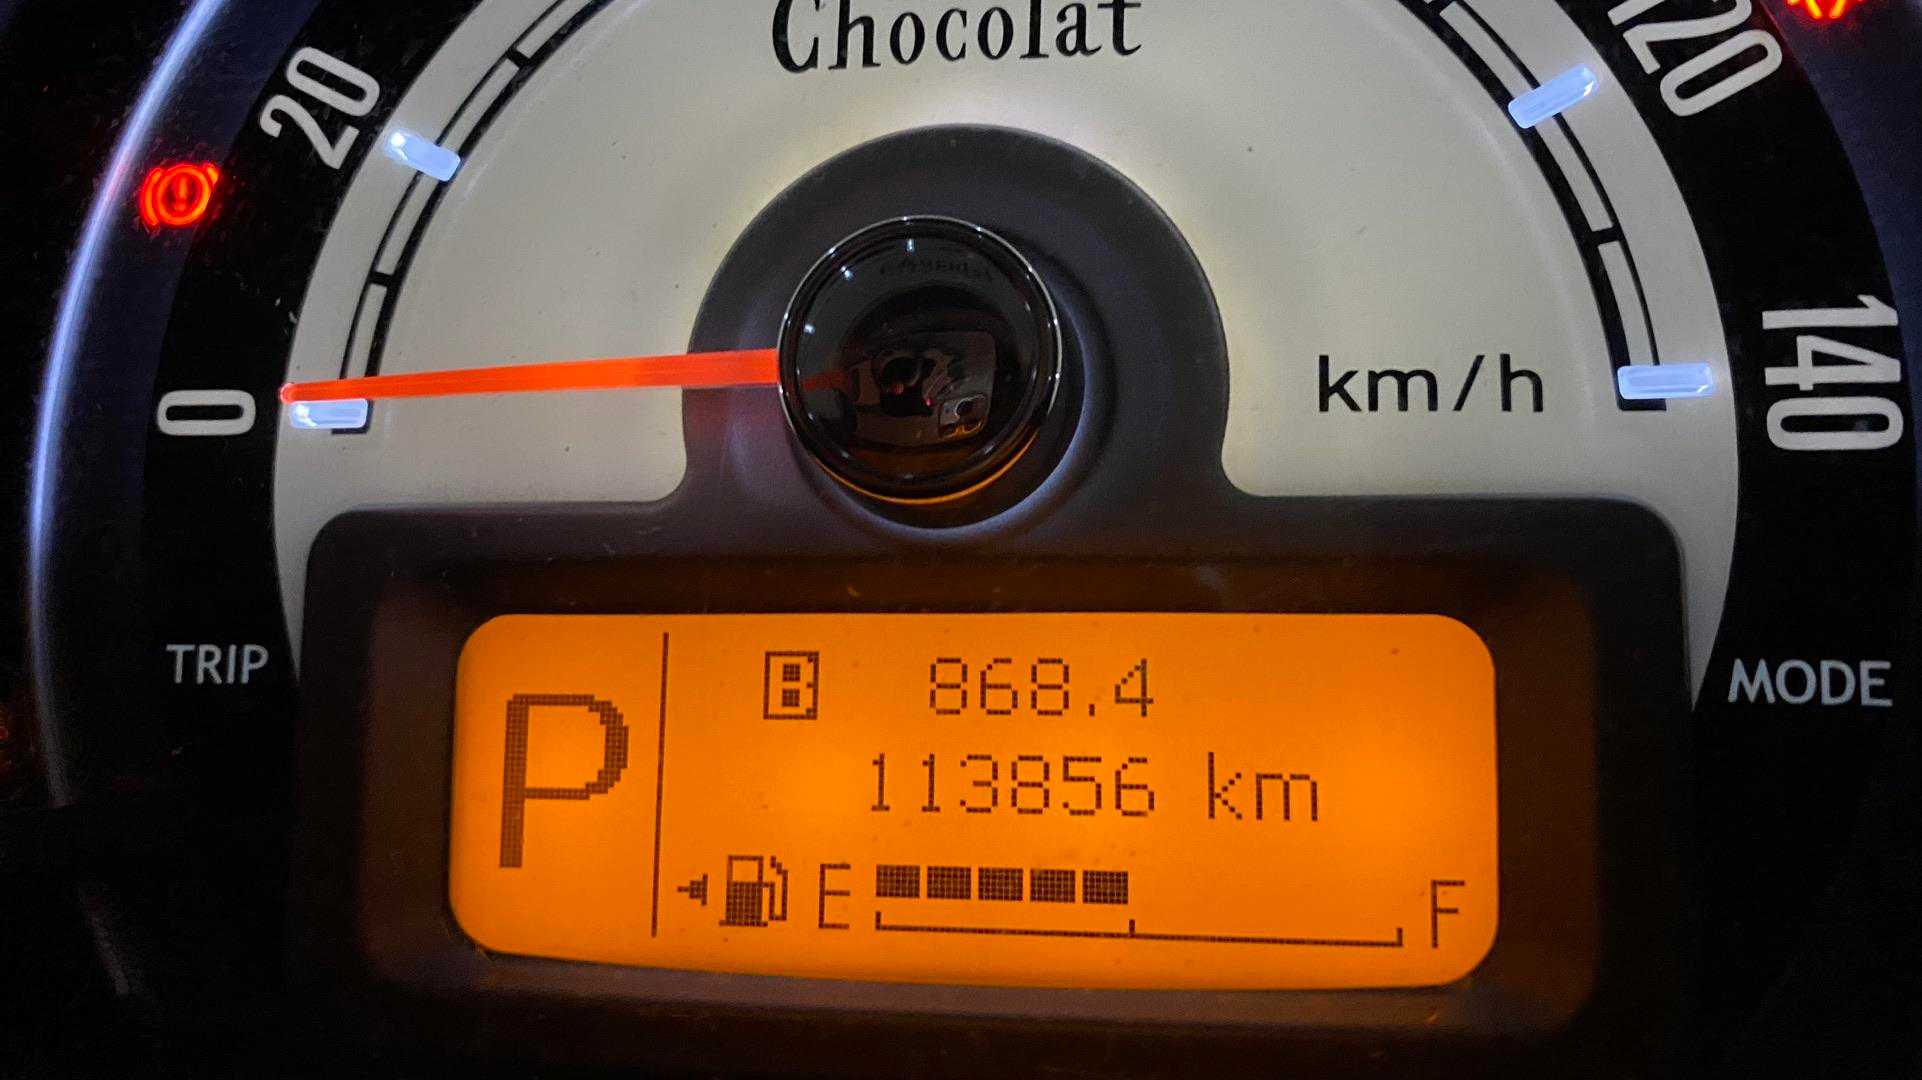 Chocolat
20
120
0
km/h
140
TRIP
MODE
P
B 868.4
113856 km
E F